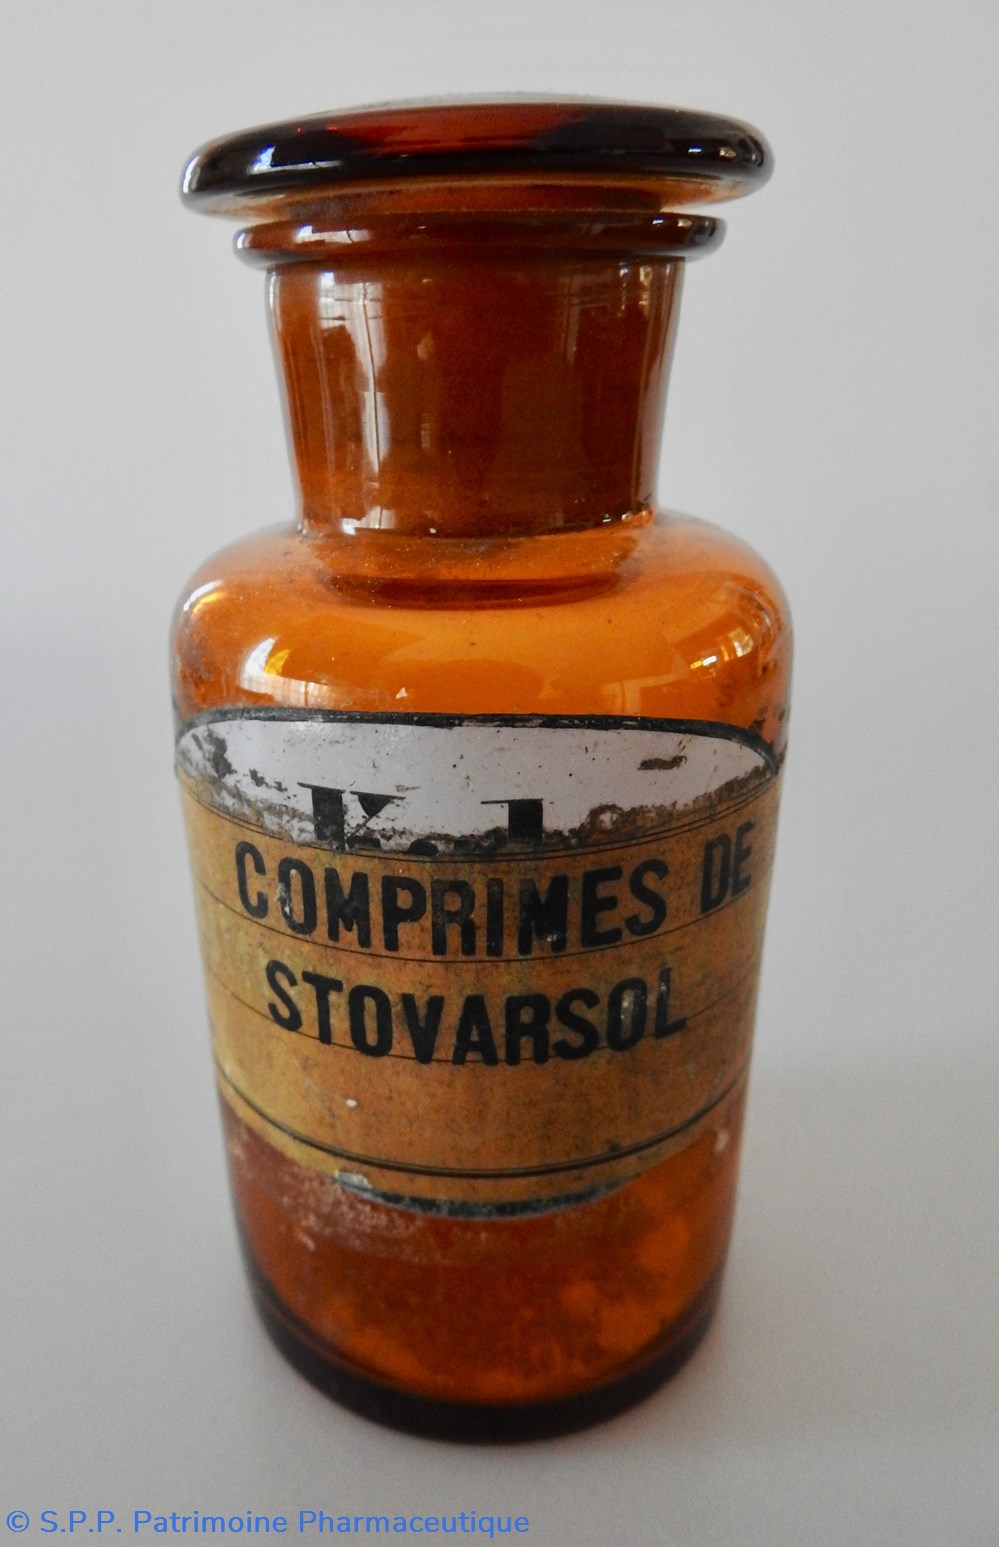 COMPRIMES DE
STOVARSOL
© S.P.P. Patrimoine Pharmaceutique